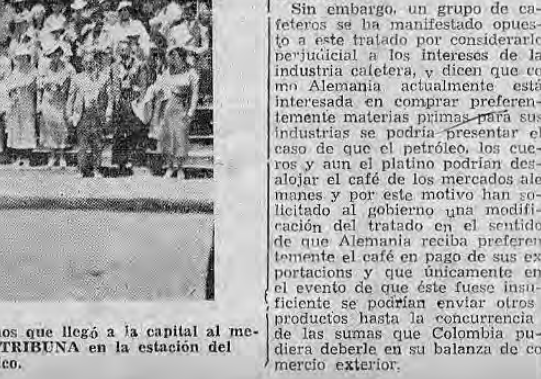 Sin embargo, un grupo de ca-
feteros se ha manifestado opues-
to a este tratado por considerarlo
perjudicial a los intereses de la
industria cafetera, y dicen que co
mo Alemania actualmente está
interesada en comprar preferen-
temente materias primas para sus
industrias se podría presentar el
caso de que el petróleo, los cue-
ros y aun el platino podrían des-
alojar el café de los mercados ale
manes y por este motivo han so-
licitado al gobierno una modifi-
cación del tratado en el sentido
de que Alemania reciba preferen
temente el café en pago de sus ex
portacions y que únicamente en
el evento de que éste fuese insu-
ficiente se podrían enviar otros
productos hasta la concurrencia
de las sumas que Colombia pu-
diera deberle en su balanza de co
mercio exterior.
os que llegó a la capital al me-
TRIBUNA en la estación del
co.